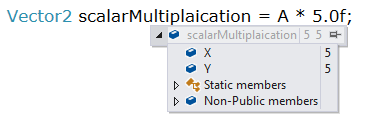 Vector2 scalarMultiplaication = A * 5.0f;
scalarMultiplaication 5 5
X 5
Y 5
Static members
Non-Public members